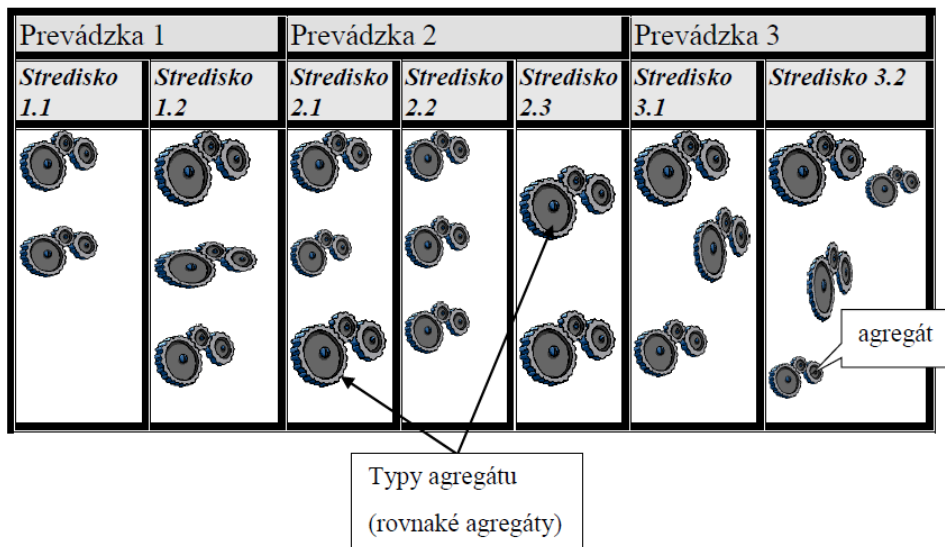 Prevádzka 1
Prevádzka 2
Prevádzka 3
Stredisko
1.1
Stredisko
1.2
Stredisko
2.1
Stredisko
2.2
Stredisko
2.3
Stredisko
3.1
Stredisko 3.2
agregát
Typy agregátu
(rovnaké agregáty)